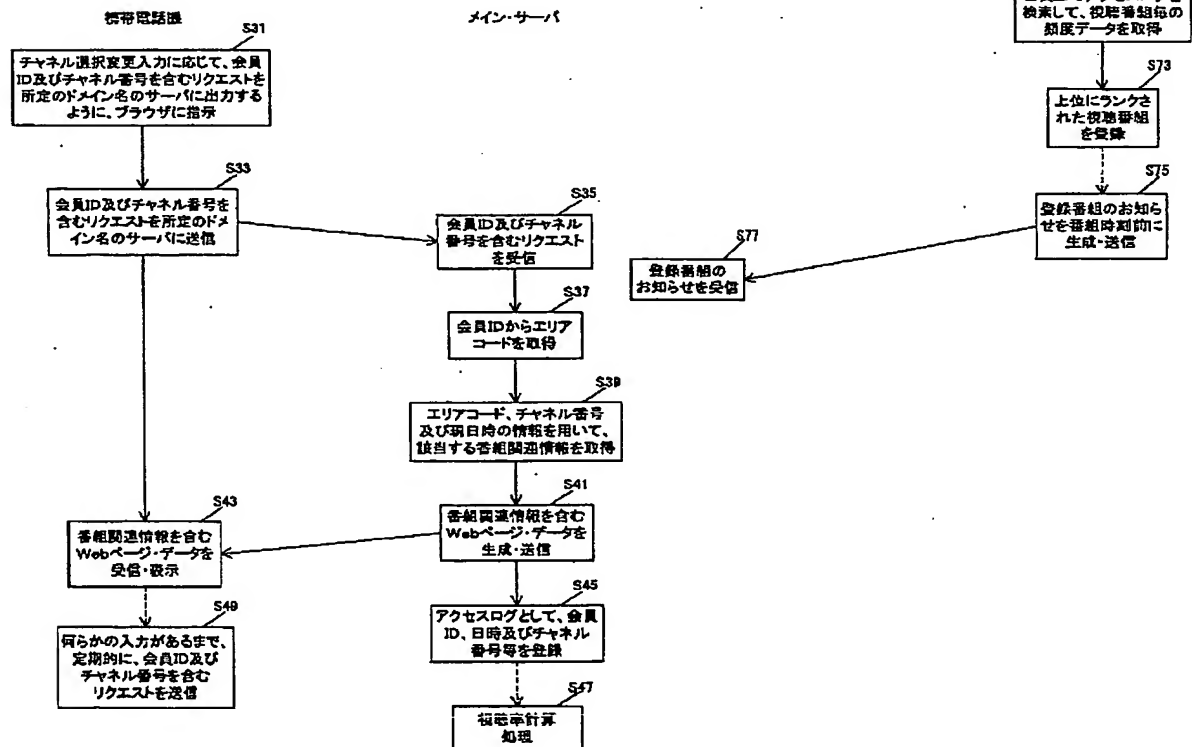 携帯電話機
メイン・サーバ
検索して、視聴番組毎の
頻度データを取得
S31
チャネル選択変更入力に応じて、会員
ID及びチャネル番号を含むリクエストを
所定のドメイン名のサーバに出力する
ように、ブラウザに指示
S73
上位にランクさ
れた視聴番組
を登録
S33
会員ID及びチャネル番号を
含むリクエストを所定のドメ
イン名のサーバに送信
S35
会員ID及びチャネル
番号を含むリクエスト
を受信
S75
登録番組のお知ら
せを番組時刻前に
生成・送信
S77
登録番組の
お知らせを受信
S37
会員IDからエリア
コードを取得
S39
エリアコード、チャネル番号
及び現日時の情報を用いて、
該当する番組関連情報を取得
S41
番組関連情報を含む
Webページ・データを
生成・送信
S43
番組関連情報を含む
Webページ・データを
受信・表示
S45
アクセスログとして、会員
ID、日時及びチャネル
番号等を登録
S49
何らかの入力があるまで、
定期的に、会員ID及び
チャネル番号を含む
リクエストを送信
S47
視聴率計算
処理